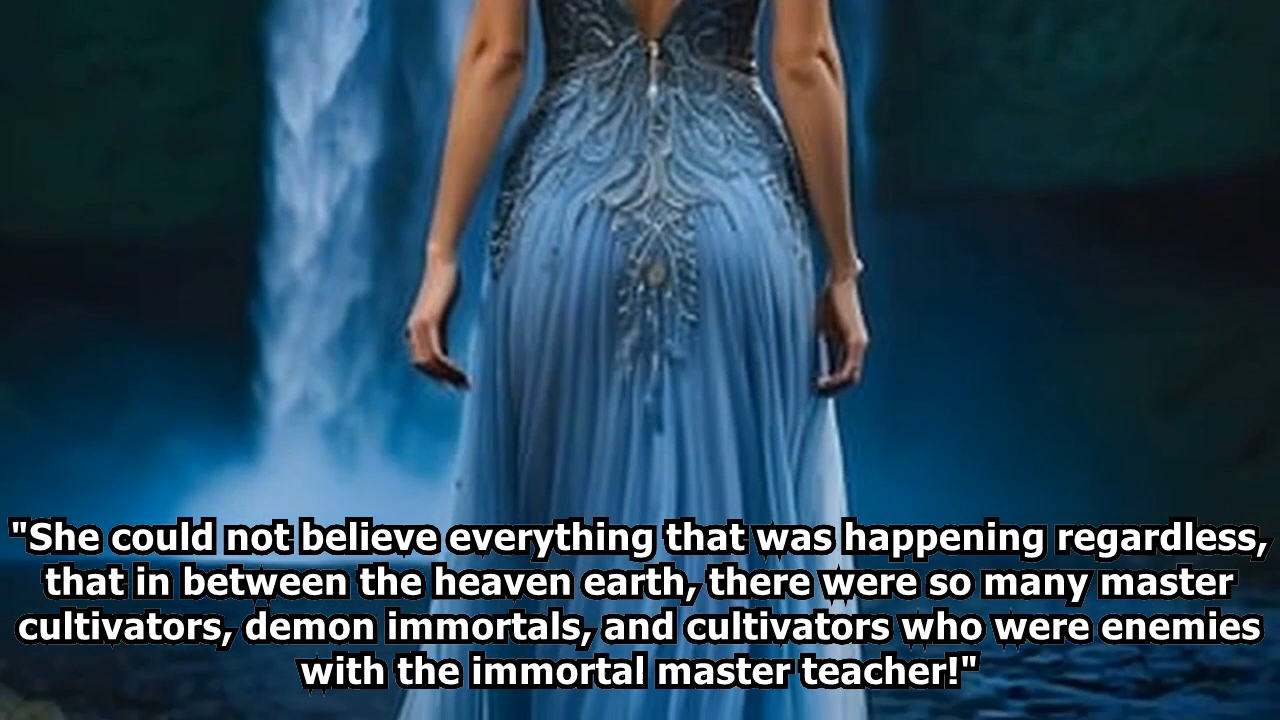 "She could not believe everything that was happening regardless,
that in between the heaven earth, there were so many master
cultivators, demon immortals, and cultivators who were enemies
with the immortal master teacher!"